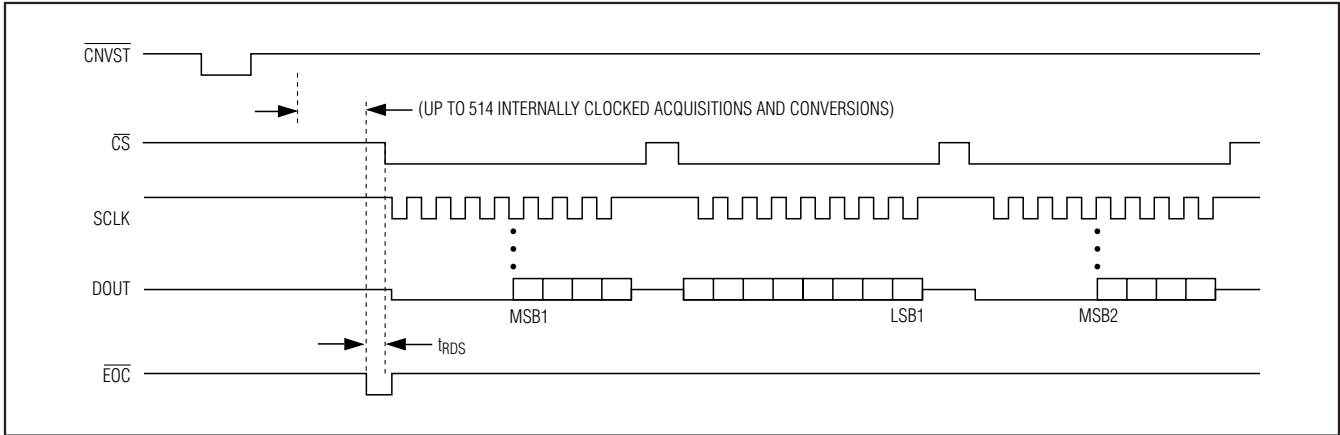 CNVST
(UP TO 514 INTERNALLY CLOCKED ACQUISITIONS AND CONVERSIONS)
CS
SCLK
DOUT
MSB1
LSB1
MSB2
tRDS
EOC